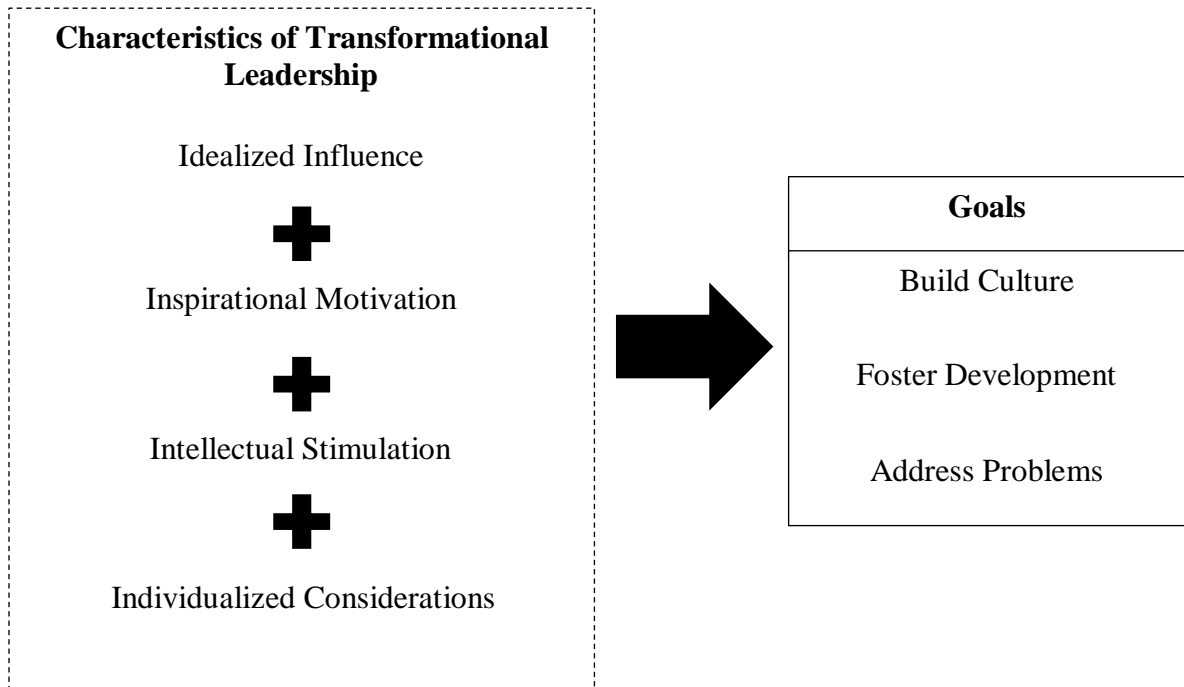 Characteristics of Transformational
Leadership
Idealized Influence
Inspirational Motivation
Intellectual Stimulation
Individualized Considerations
Goals
Build Culture
Foster Development
Address Problems